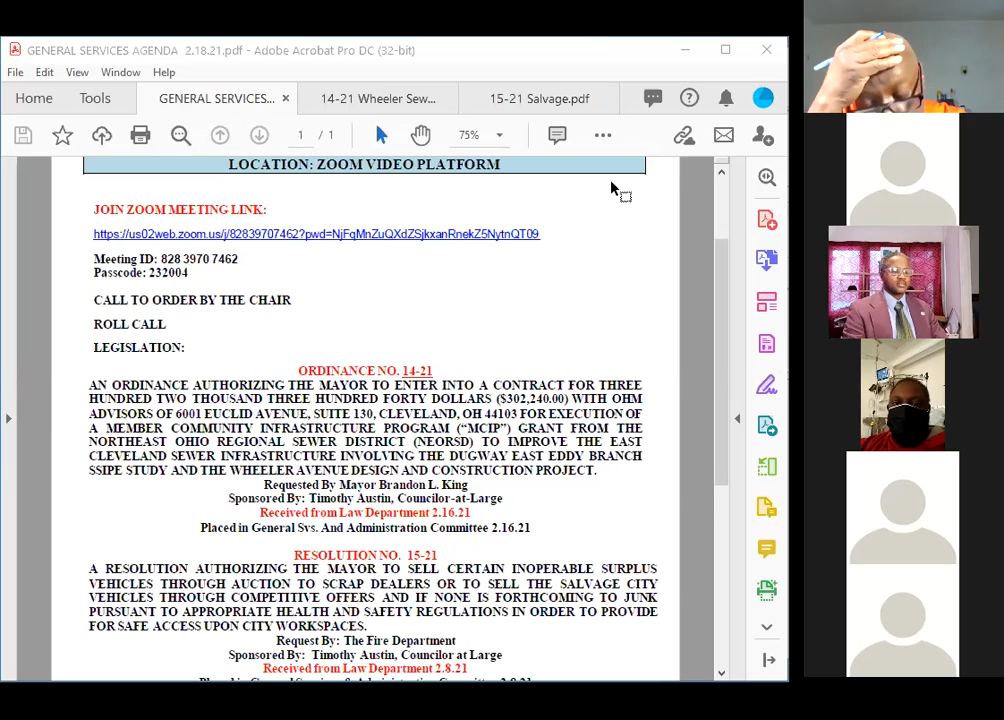 GENERAL SERVICES AGENDA 2.18.21.pdf - Adobe Acrobat Pro DC (32-bit)
File Edit View Window Help
Home Tools GENERAL SERVICES... × 14-21 Wheeler Sew... 15-21 Salvage.pdf
1 / 1 75%
LOCATION: ZOOM VIDEO PLATFORM
JOIN ZOOM MEETING LINK:
https://us02web.zoom.us/j/82839707462?pwd=NjFqMnZuQXdZSjkxanRnekZ5NytnQT09
Meeting ID: 828 3970 7462
Passcode: 232004
CALL TO ORDER BY THE CHAIR
ROLL CALL
LEGISLATION:
ORDINANCE NO. 14-21
AN ORDINANCE AUTHORIZING THE MAYOR TO ENTER INTO A CONTRACT FOR THREE
HUNDRED TWO THOUSAND THREE HUNDRED FORTY DOLLARS ($302,240.00) WITH OHM
ADVISORS OF 6001 EUCLID AVENUE, SUITE 130, CLEVELAND, OH 44103 FOR EXECUTION OF
A MEMBER COMMUNITY INFRASTRUCTURE PROGRAM (“MCIP”) GRANT FROM THE
NORTHEAST OHIO REGIONAL SEWER DISTRICT (NEORSD) TO IMPROVE THE EAST
CLEVELAND SEWER INFRASTRUCTURE INVOLVING THE DUGWAY EAST EDDY BRANCH
SSIPE STUDY AND THE WHEELER AVENUE DESIGN AND CONSTRUCTION PROJECT.
Requested By Mayor Brandon L. King
Sponsored By: Timothy Austin, Councilor-at-Large
Received from Law Department 2.16.21
Placed in General Svs. And Administration Committee 2.16.21
RESOLUTION NO. 15-21
A RESOLUTION AUTHORIZING THE MAYOR TO SELL CERTAIN INOPERABLE SURPLUS
VEHICLES THROUGH AUCTION TO SCRAP DEALERS OR TO SELL THE SALVAGE CITY
VEHICLES THROUGH COMPETITIVE OFFERS AND IF NONE IS FORTHCOMING TO JUNK
PURSUANT TO APPROPRIATE HEALTH AND SAFETY REGULATIONS IN ORDER TO PROVIDE
FOR SAFE ACCESS UPON CITY WORKSPACES.
Request By: The Fire Department
Sponsored By: Timothy Austin, Councilor at Large
Received from Law Department 2.8.21